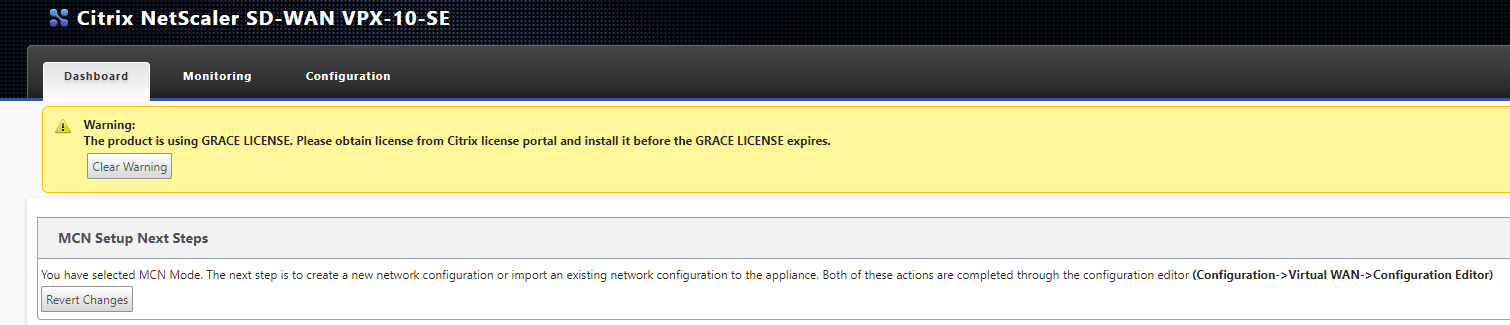 Citrix NetScaler SD-WAN VPX-10-SE
Dashboard Monitoring Configuration
Warning:
The product is using GRACE LICENSE. Please obtain license from Citrix license portal and install it before the GRACE LICENSE expires.
Clear Warning
MCN Setup Next Steps
You have selected MCN Mode. The next step is to create a new network configuration or import an existing network configuration to the appliance. Both of these actions are completed through the configuration editor (Configuration->Virtual WAN->Configuration Editor)
Revert Changes